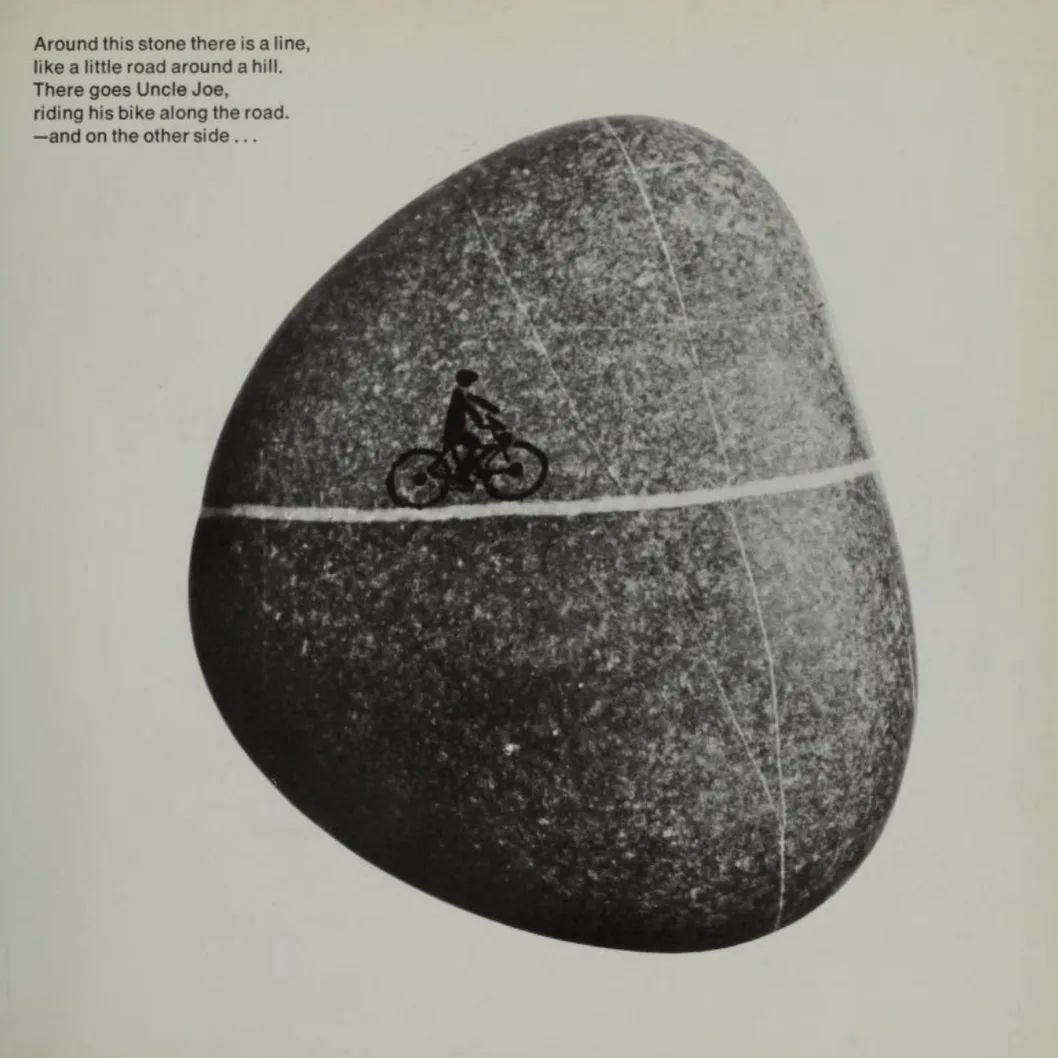 Around this stone there is a line,
like a little road around a hill.
There goes Uncle Joe,
riding his bike along the road.
—and on the other side . . .